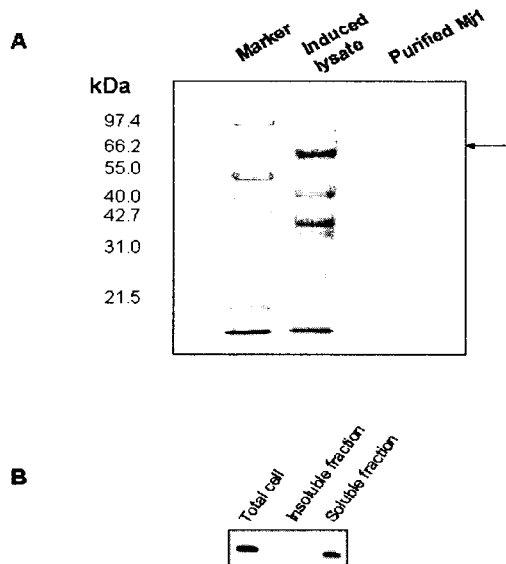 A
Marker
Induced lysate
Purified Mj1
kDa
97.4
66.2
55.0
40.0
42.7
31.0
21.5
B
Total cell
Insoluble fraction
Soluble fraction